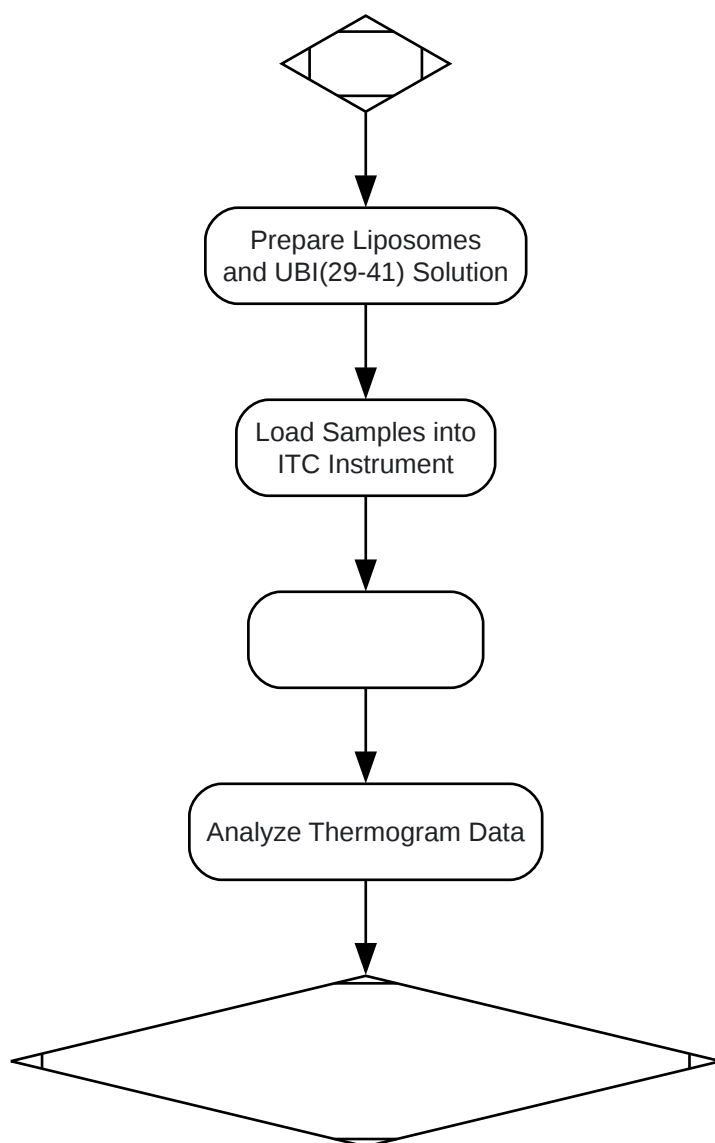 Prepare Liposomes
and UBI(29-41) Solution
Load Samples into
ITC Instrument
Analyze Thermogram Data